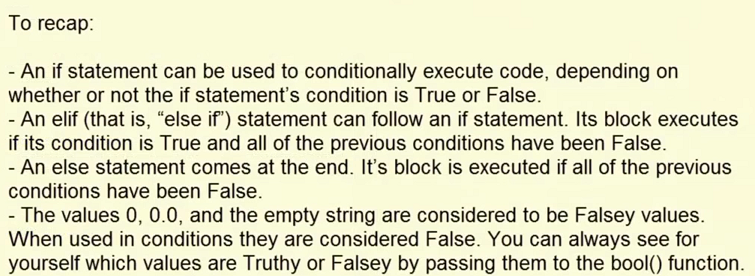 To recap:
- An if statement can be used to conditionally execute code, depending on
whether or not the if statement’s condition is True or False.
- An elif (that is, “else if”) statement can follow an if statement. Its block executes
if its condition is True and all of the previous conditions have been False.
- An else statement comes at the end. It’s block is executed if all of the previous
conditions have been False.
- The values 0, 0.0, and the empty string are considered to be Falsey values.
When used in conditions they are considered False. You can always see for
yourself which values are Truthy or Falsey by passing them to the bool() function.